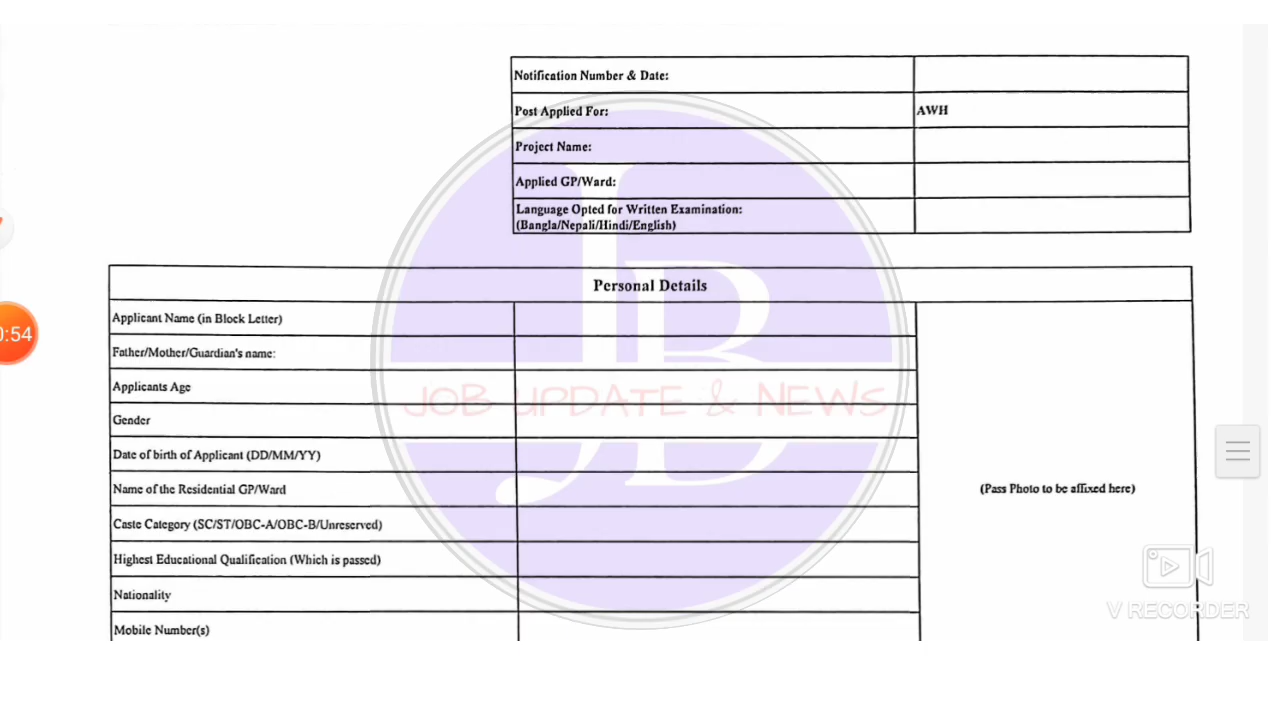 Notification Number & Date:
Post Applied For: AWH
Project Name:
Applied GP/Ward:
Language Opted for Written Examination:
(Bangla/Nepali/Hindi/English)
Personal Details
Applicant Name (in Block Letter)
Father/Mother/Guardian's name:
Applicants Age
JOB UPDATE & NEWS
Gender
Date of birth of Applicant (DD/MM/YY)
Name of the Residential GP/Ward
(Pass Photo to be affixed here)
Caste Category (SC/ST/OBC-A/OBC-B/Unreserved)
Highest Educational Qualification (Which is passed)
Nationality
Mobile Number(s)
V RECORDER
JB
:54